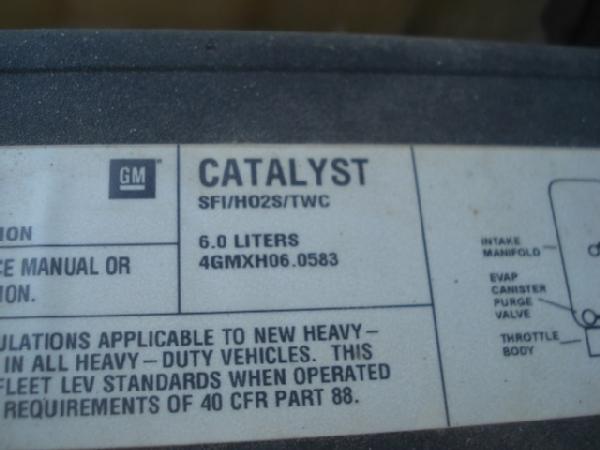 GM
ION
CE MANUAL OR
ION.
CATALYST
SFI/HO2S/TWC
6.0 LITERS
4GMXH06.0583
INTAKE
MANIFOLD
EVAP
CANISTER
PURGE
VALVE
THROTTLE
BODY
ULATIONS APPLICABLE TO NEW HEAVY-
IN ALL HEAVY-DUTY VEHICLES. THIS
FLEET LEV STANDARDS WHEN OPERATED
REQUIREMENTS OF 40 CFR PART 88.